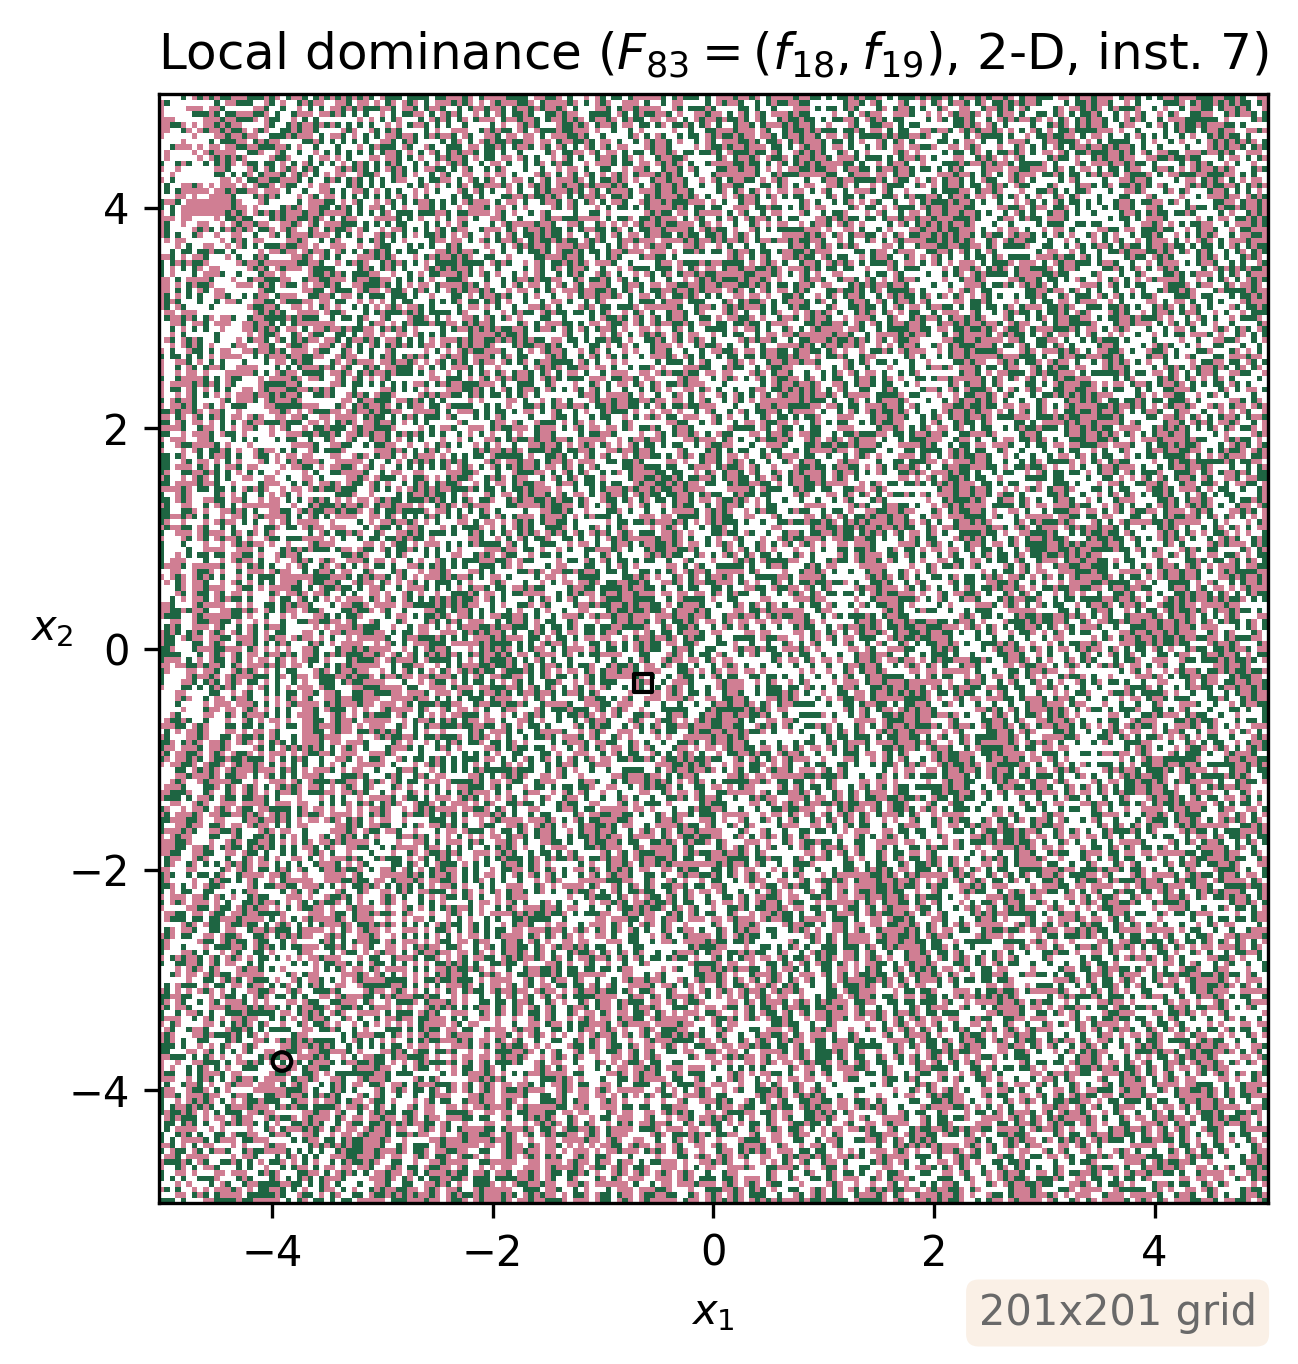 Local dominance (F₈₃ = (f₁₈, f₁₉), 2-D, inst. 7)
4
2
x₂
0
−2
−4
−4 −2 0 2 4
x₁
201x201 grid